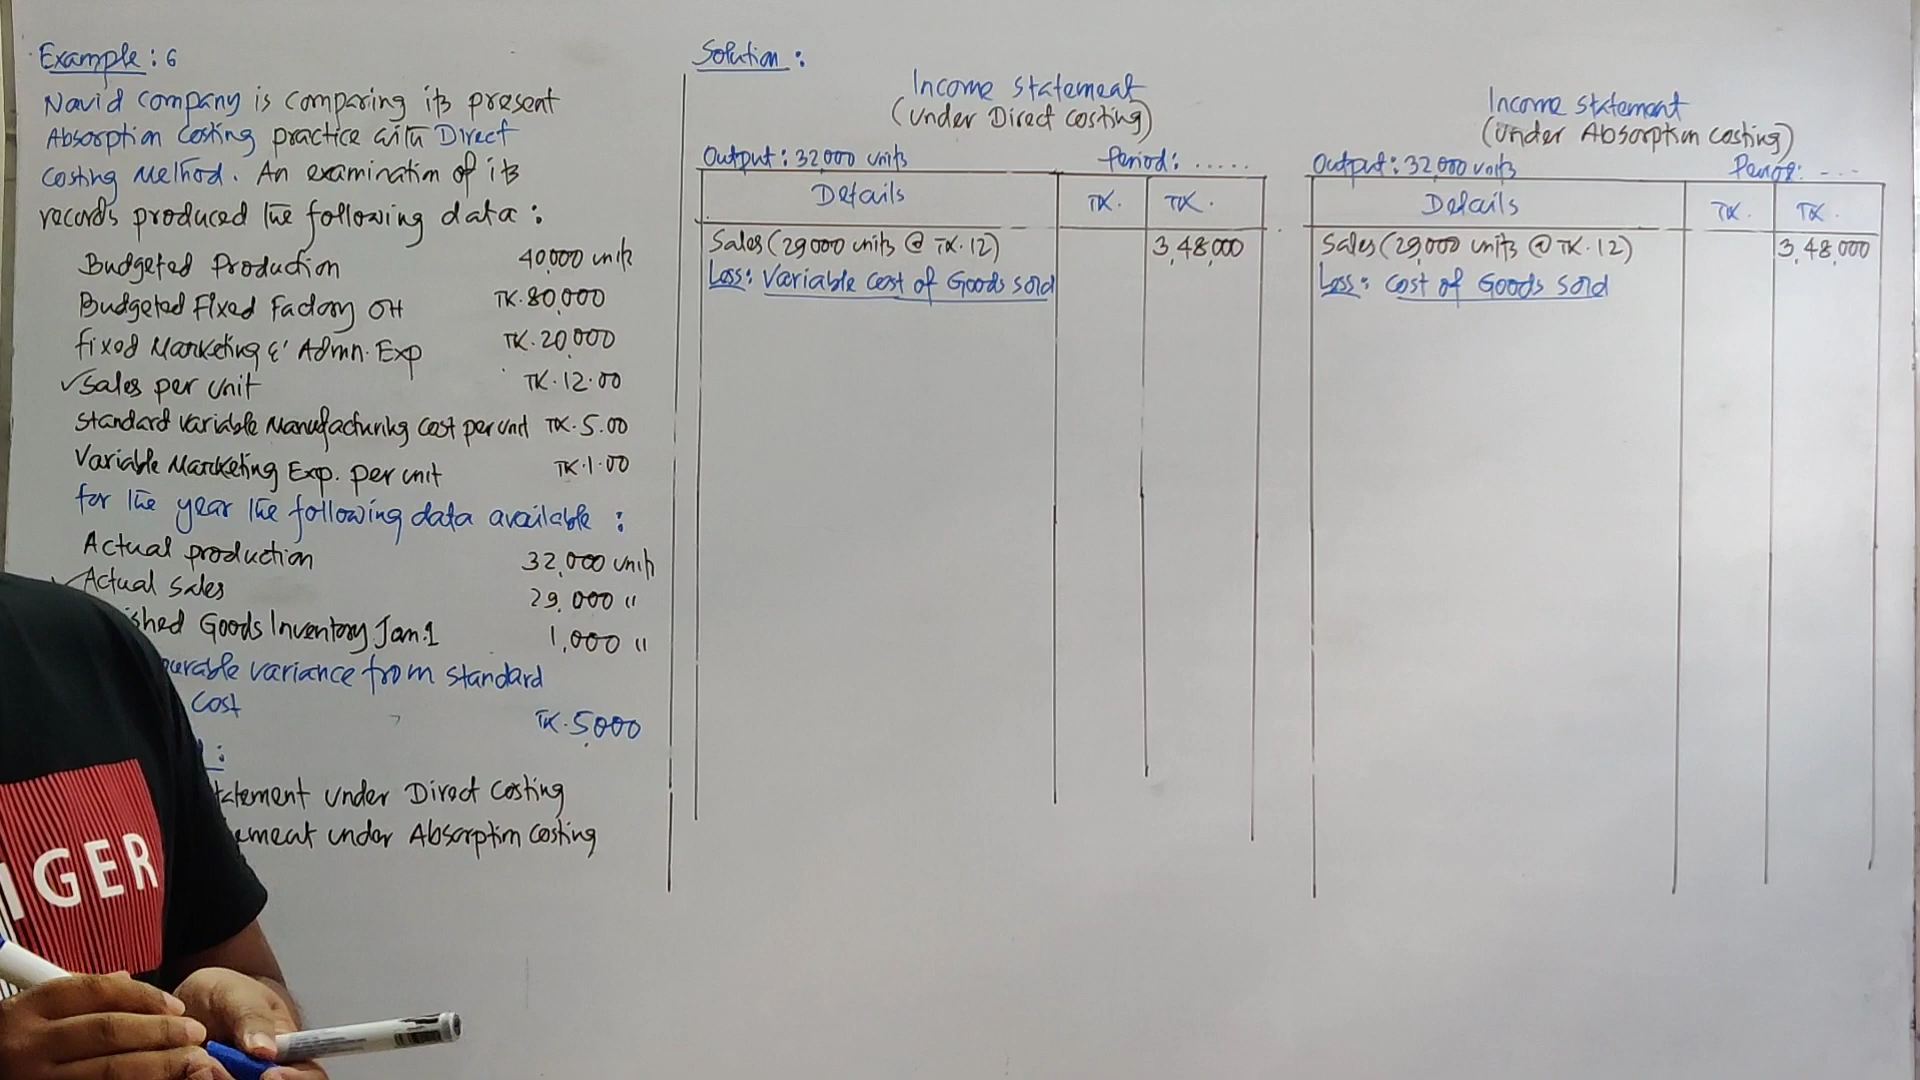 Example: 6
Navid Company is comparing its present
Absorption Costing practice with Direct
Costing Method. An examination of its
records produced the following data:
Budgeted Production 40,000 units
Budgeted Fixed Factory OH TK. 80,000
fixed Marketing & Admn. Exp TK. 20,000
✓Sales per unit TK. 12.00
Standard Variable Manufacturing Cost per unit TK. 5.00
Variable Marketing Exp. per unit TK. 1.00
for the year the following data available:
Actual production 32,000 units
✓Actual Sales 29,000 "
ished Goods Inventory Jan.1 1,000 "
urable variance from standard
Cost TK. 5,000
:
tatement under Direct Costing
ement under Absorption Costing
IGER
Solution:
Income Statement
(Under Direct Costing)
Output: 32,000 units Period: .....
Details TK. TK.
Sales (29,000 units @ TK. 12) 3,48,000
Less: Variable Cost of Goods Sold
Income Statement
(Under Absorption Costing)
Output: 32,000 units Period: ...
Details TK. TK.
Sales (29,000 units @ TK. 12) 3,48,000
Less: Cost of Goods Sold